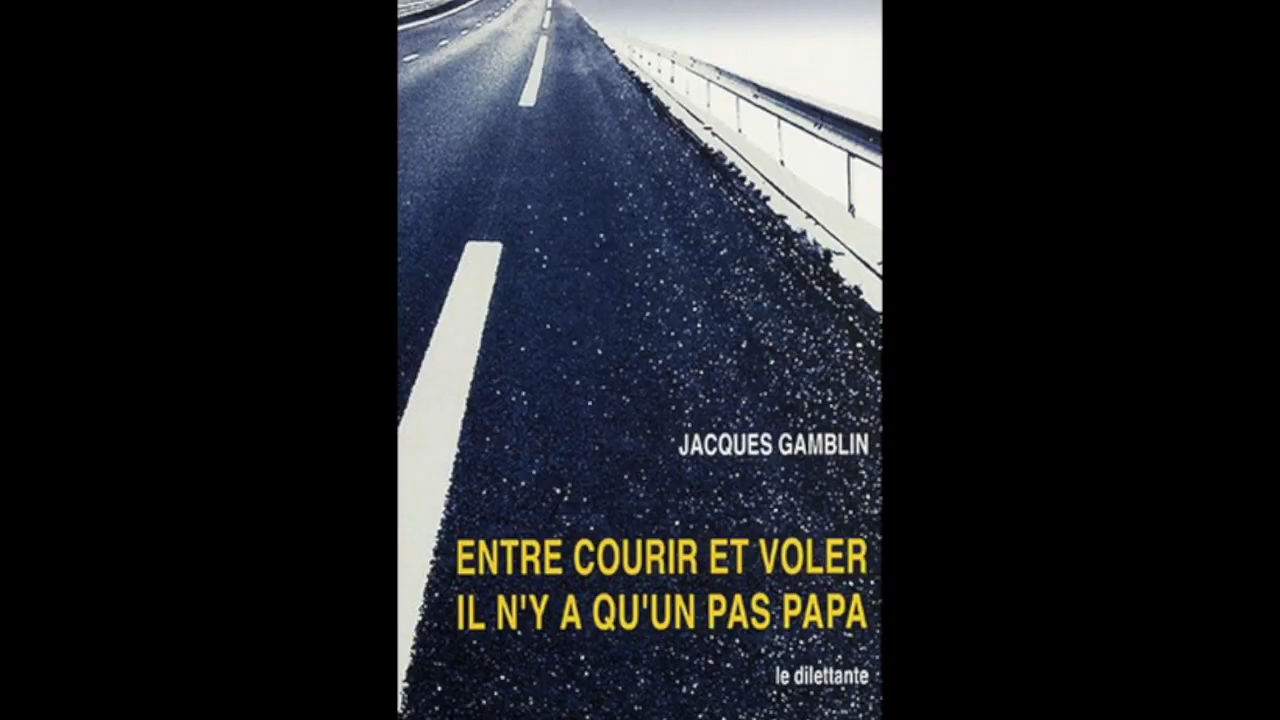 JACQUES GAMBLIN
ENTRE COURIR ET VOLER
IL N'Y A QU'UN PAS PAPA
le dilettante